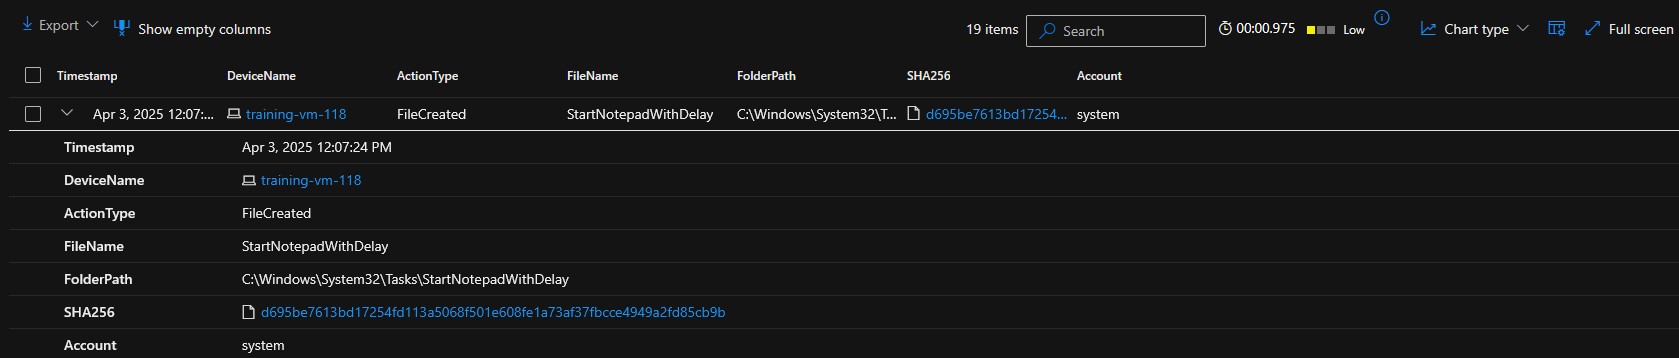 Export Show empty columns 19 items Search 00:00.975 Low Chart type Full screen
Timestamp DeviceName ActionType FileName FolderPath SHA256 Account
Apr 3, 2025 12:07:... training-vm-118 FileCreated StartNotepadWithDelay C:\Windows\System32\T... d695be7613bd17254... system
Timestamp Apr 3, 2025 12:07:24 PM
DeviceName training-vm-118
ActionType FileCreated
FileName StartNotepadWithDelay
FolderPath C:\Windows\System32\Tasks\StartNotepadWithDelay
SHA256 d695be7613bd17254fd113a5068f501e608fe1a73af37fbcce4949a2fd85cb9b
Account system